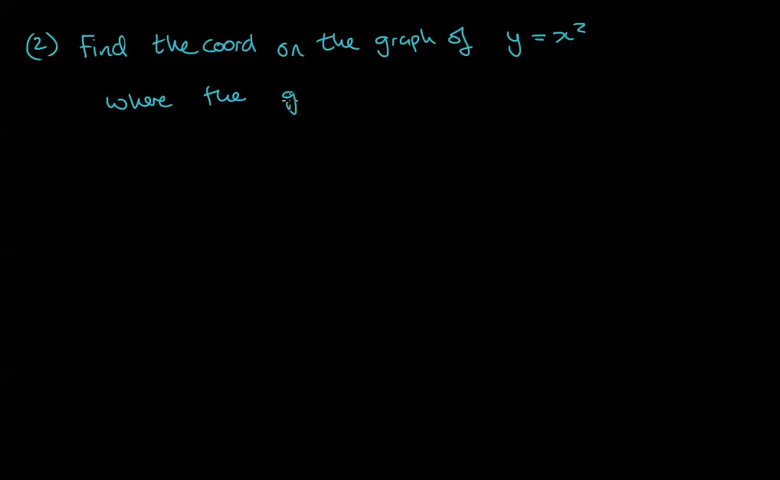 (2) Find the coord on the graph of y = x²
where the g